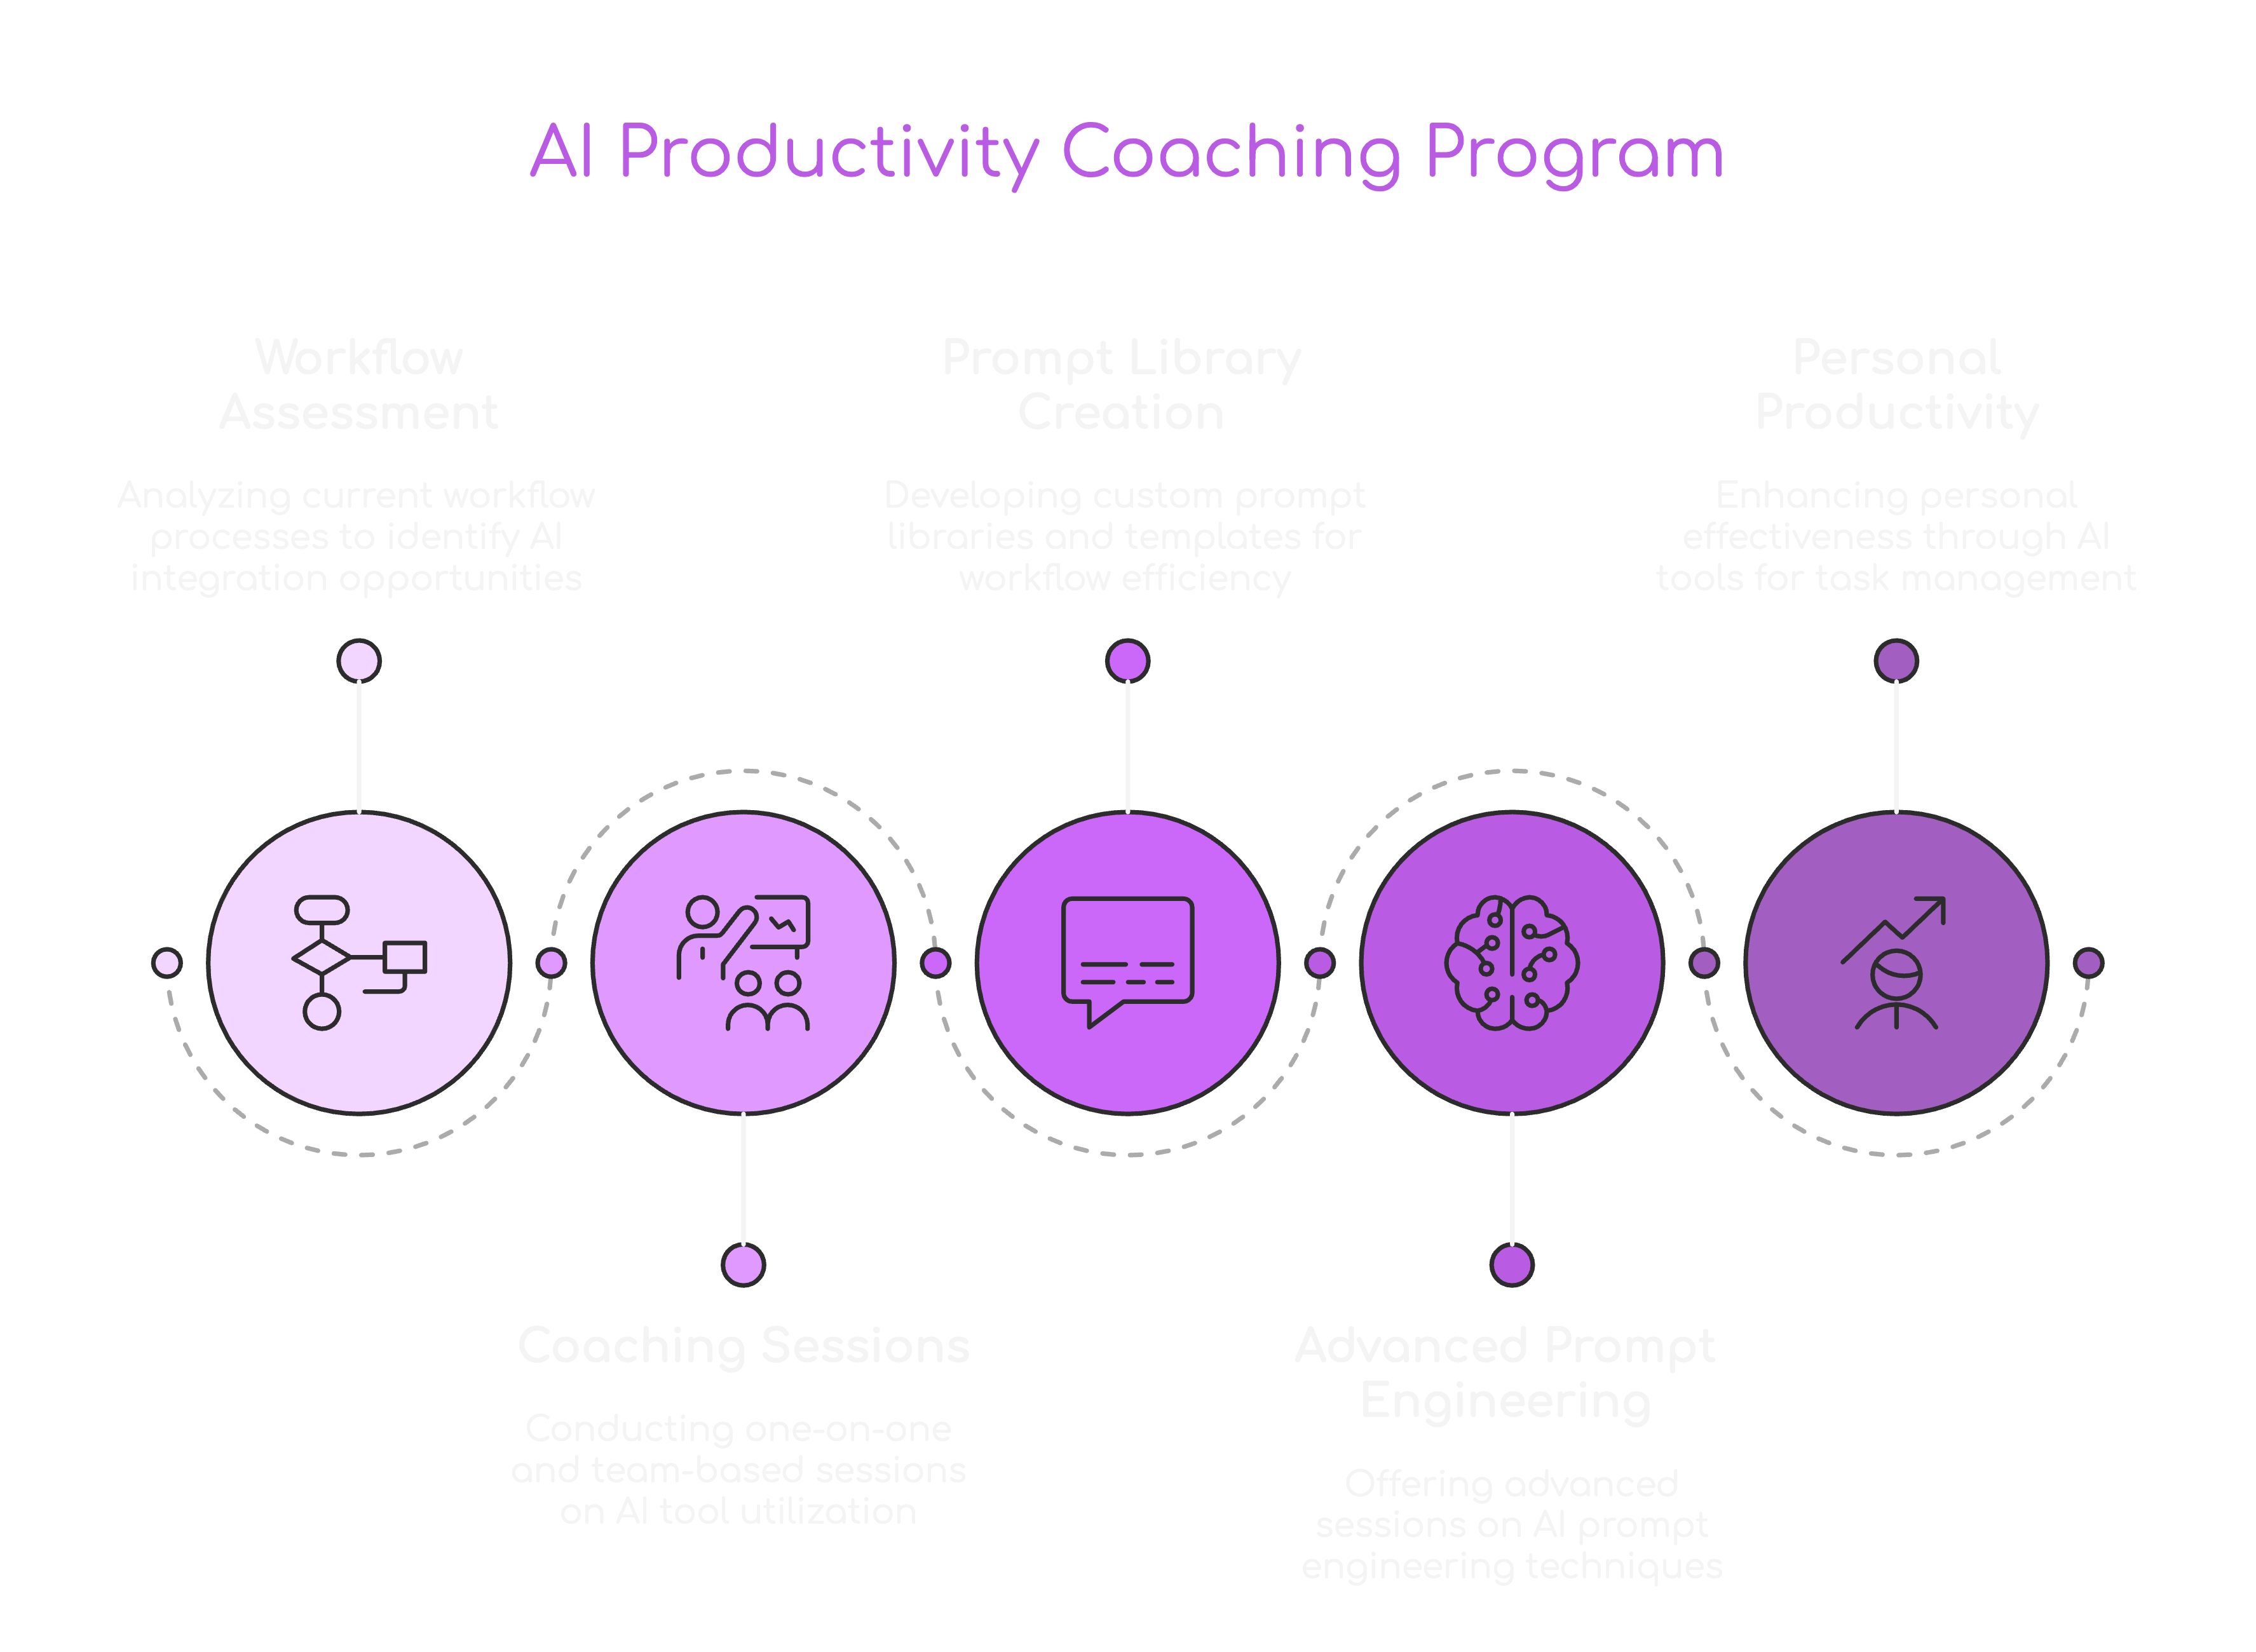 AI Productivity Coaching Program
Workflow
Assessment
Analyzing current workflow
processes to identify AI
integration opportunities
Prompt Library
Creation
Developing custom prompt
libraries and templates for
workflow efficiency
Personal
Productivity
Enhancing personal
effectiveness through AI
tools for task management
Coaching Sessions
Conducting one-on-one
and team-based sessions
on AI tool utilization
Advanced Prompt
Engineering
Offering advanced
sessions on AI prompt
engineering techniques